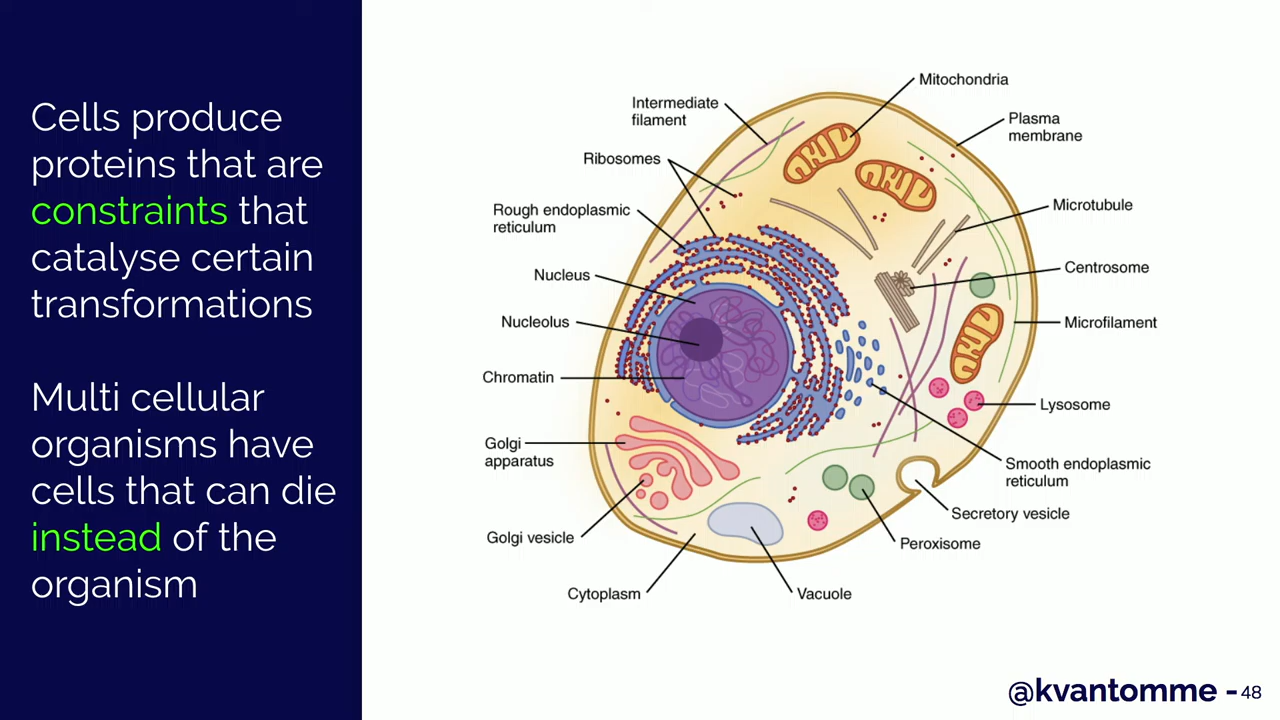 Cells produce
proteins that are
constraints that
catalyse certain
transformations
Multi cellular
organisms have
cells that can die
instead of the
organism
Mitochondria
Intermediate
filament
Plasma
membrane
Ribosomes
Rough endoplasmic
reticulum
Microtubule
Nucleus
Centrosome
Nucleolus
Microfilament
Chromatin
Lysosome
Golgi
apparatus
Smooth endoplasmic
reticulum
Secretory vesicle
Golgi vesicle
Peroxisome
Cytoplasm
Vacuole
@kvantomme - 48